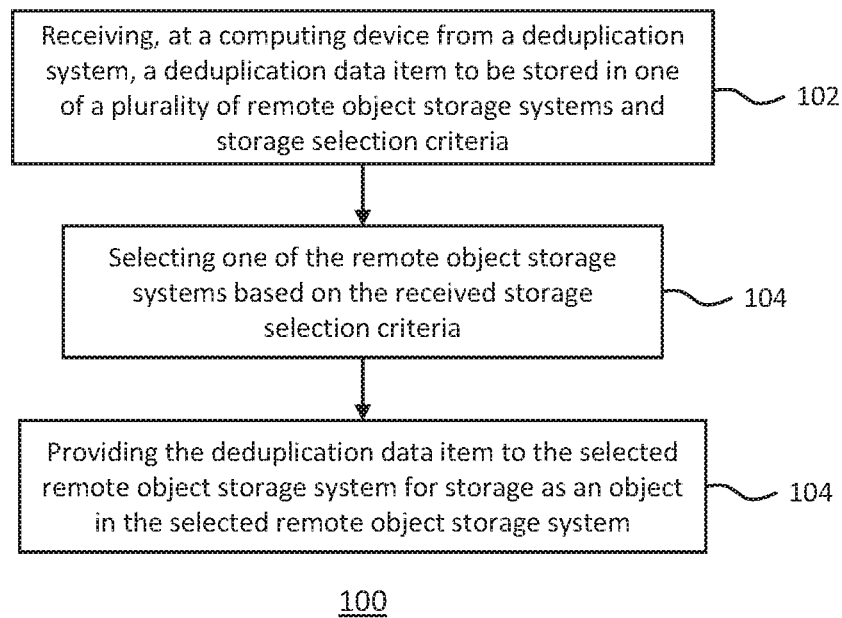 Receiving, at a computing device from a deduplication
system, a deduplication data item to be stored in one
of a plurality of remote object storage systems and
storage selection criteria
102
Selecting one of the remote object storage
systems based on the received storage
selection criteria
104
Providing the deduplication data item to the selected
remote object storage system for storage as an object
in the selected remote object storage system
104
100